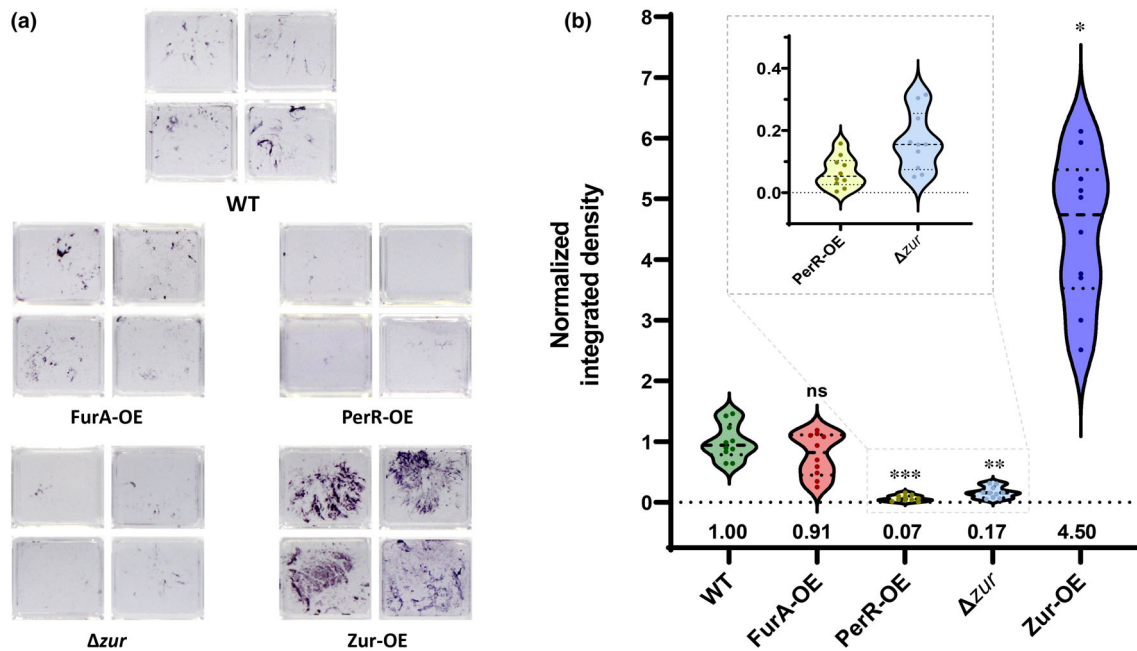 (a)
WT
FurA-OE
PerR-OE
Δzur
Zur-OE
(b)
Normalized
integrated density
8
7
6
5
4
3
2
1
0
0.4
0.2
0.0
PerR-OE
Δzur
ns
***
**
*
1.00
0.91
0.07
0.17
4.50
WT
FurA-OE
PerR-OE
Δzur
Zur-OE